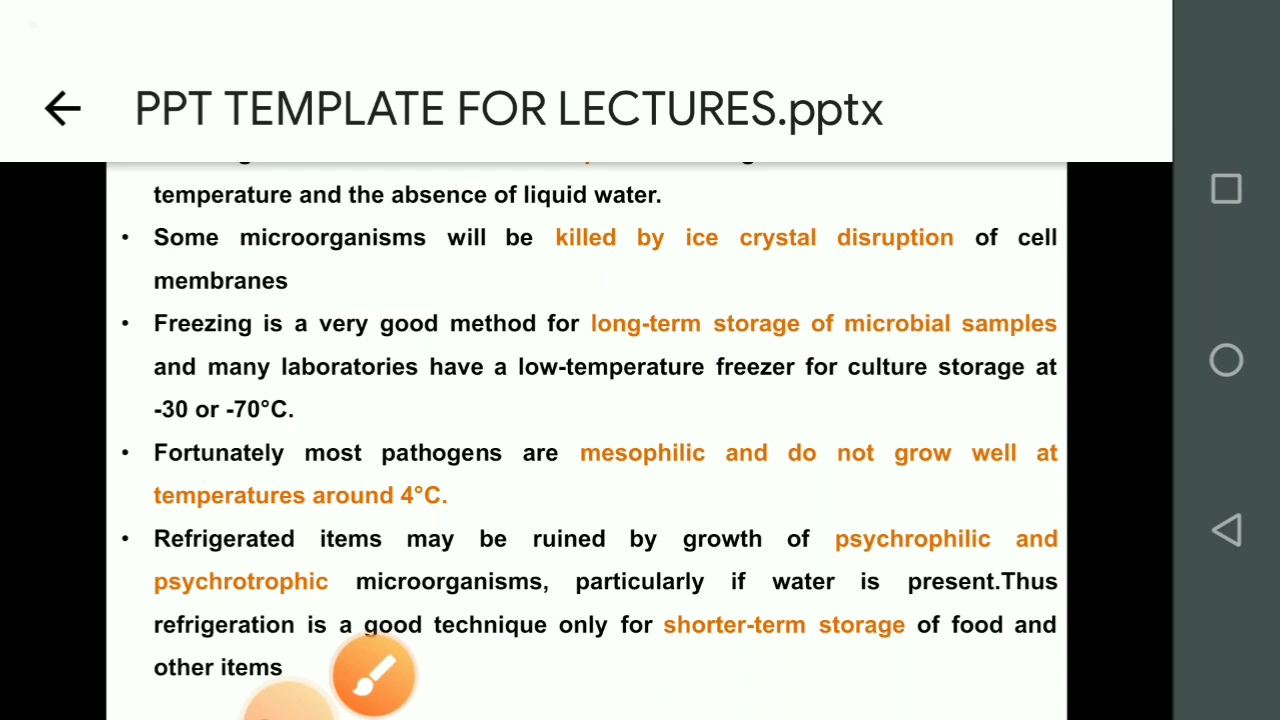 PPT TEMPLATE FOR LECTURES.pptx
temperature and the absence of liquid water.
• Some microorganisms will be killed by ice crystal disruption of cell
membranes
• Freezing is a very good method for long-term storage of microbial samples
and many laboratories have a low-temperature freezer for culture storage at
-30 or -70°C.
• Fortunately most pathogens are mesophilic and do not grow well at
temperatures around 4°C.
• Refrigerated items may be ruined by growth of psychrophilic and
psychrotrophic microorganisms, particularly if water is present.Thus
refrigeration is a good technique only for shorter-term storage of food and
other items